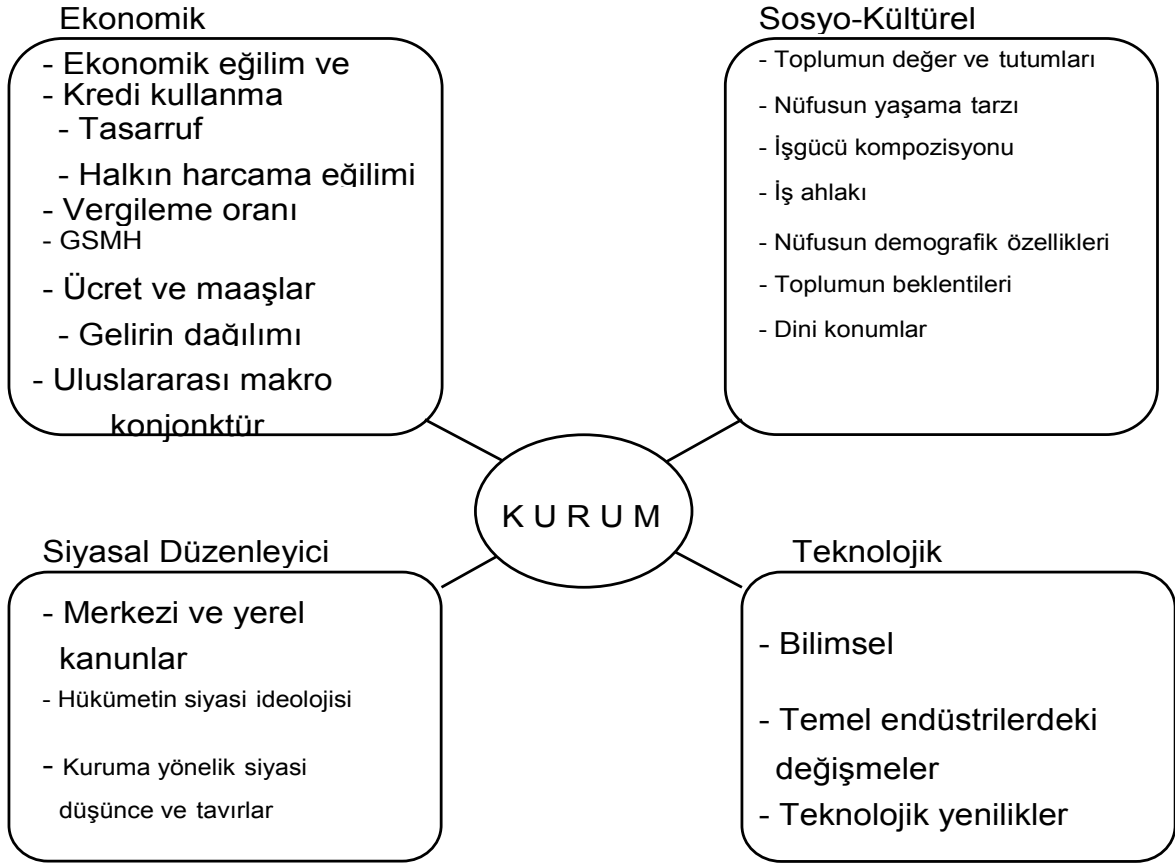 Ekonomik
- Ekonomik eğilim ve
- Kredi kullanma
- Tasarruf
- Halkın harcama eğilimi
- Vergileme oranı
- GSMH
- Ücret ve maaşlar
- Gelirin dağılımı
- Uluslararası makro
konjonktür
Sosyo-Kültürel
- Toplumun değer ve tutumları
- Nüfusun yaşama tarzı
- İşgücü kompozisyonu
- İş ahlakı
- Nüfusun demografik özellikleri
- Toplumun beklentileri
- Dini konumlar
K U R U M
Siyasal Düzenleyici
- Merkezi ve yerel
kanunlar
- Hükümetin siyasi ideolojisi
- Kuruma yönelik siyasi
düşünce ve tavırlar
Teknolojik
- Bilimsel
- Temel endüstrilerdeki
değişmeler
- Teknolojik yenilikler